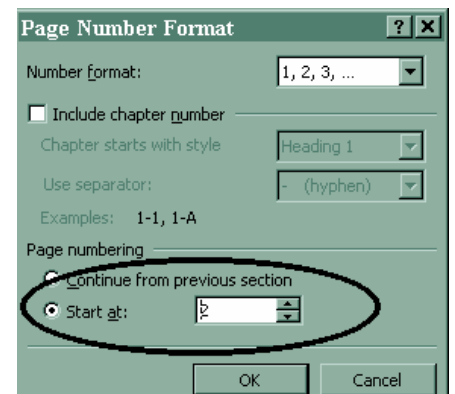 Page Number Format
Number format: 1, 2, 3, ...
Include chapter number
Chapter starts with style Heading 1
Use separator: - (hyphen)
Examples: 1-1, 1-A
Page numbering
Continue from previous section
Start at:
OK Cancel